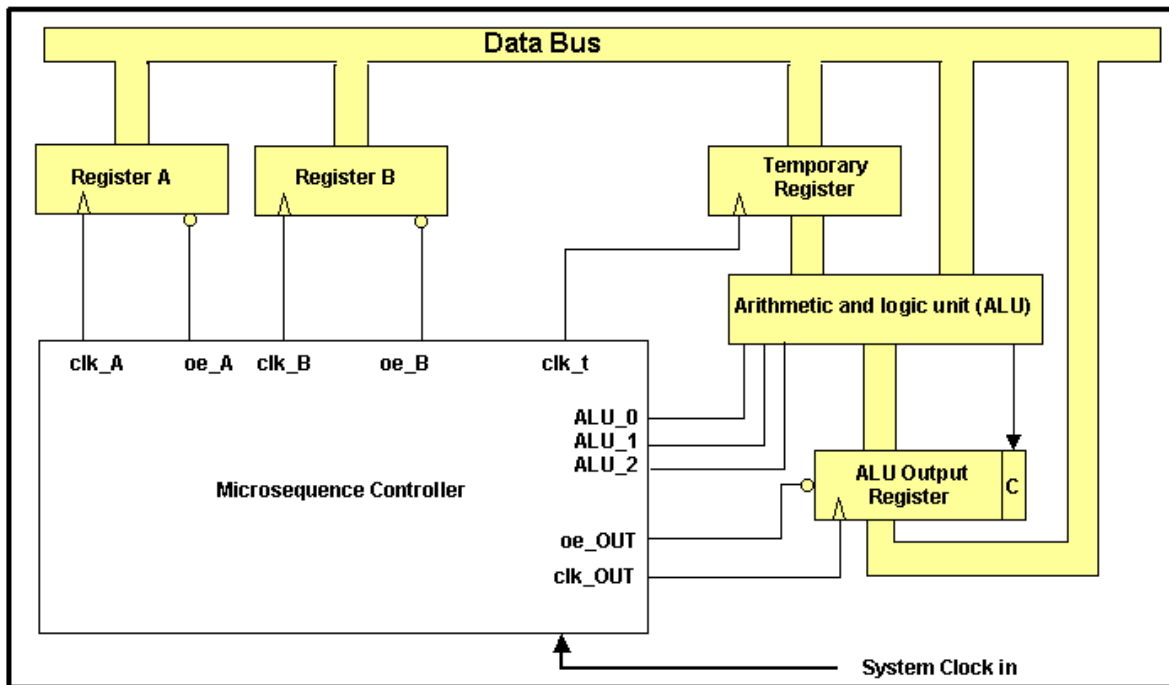 Data Bus
Register A
Register B
Temporary
Register
Arithmetic and logic unit (ALU)
clk_A
oe_A
clk_B
oe_B
clk_t
ALU_0
ALU_1
ALU_2
Microsequence Controller
ALU Output
Register
C
oe_OUT
clk_OUT
System Clock in